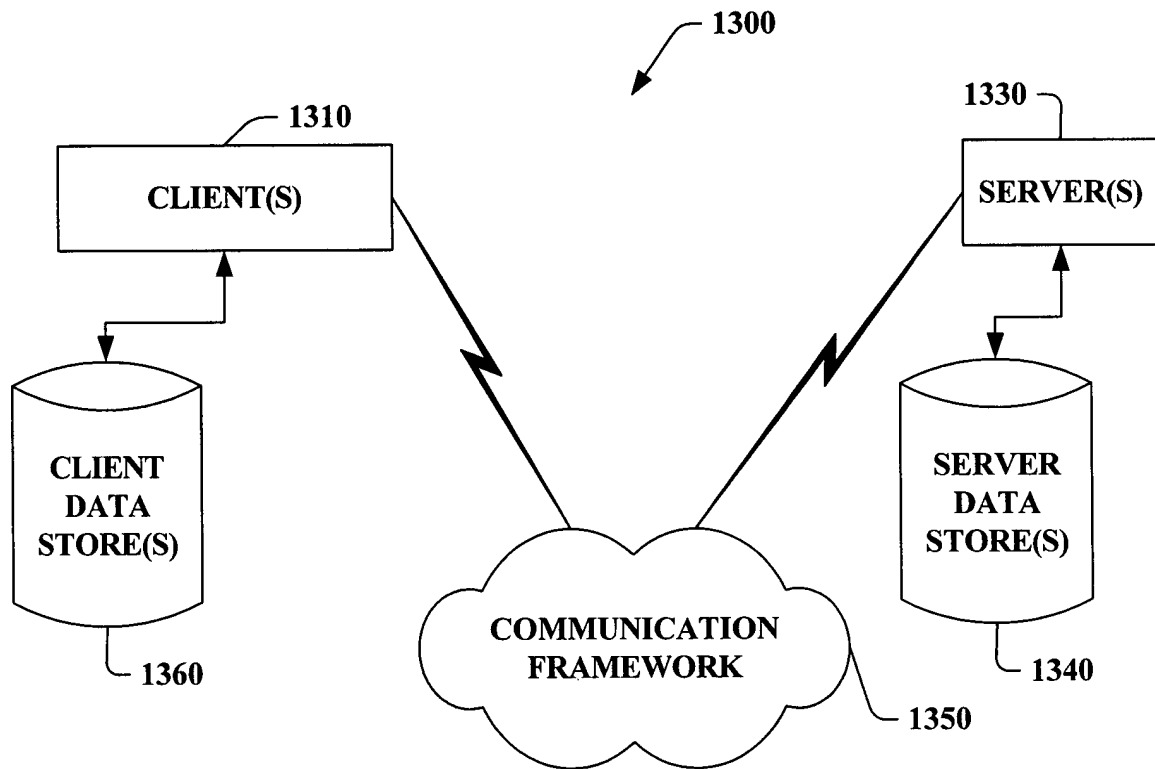 1300
1310
1330
CLIENT(S)
SERVER(S)
CLIENT
DATA
STORE(S)
SERVER
DATA
STORE(S)
COMMUNICATION
FRAMEWORK
1360
1340
1350